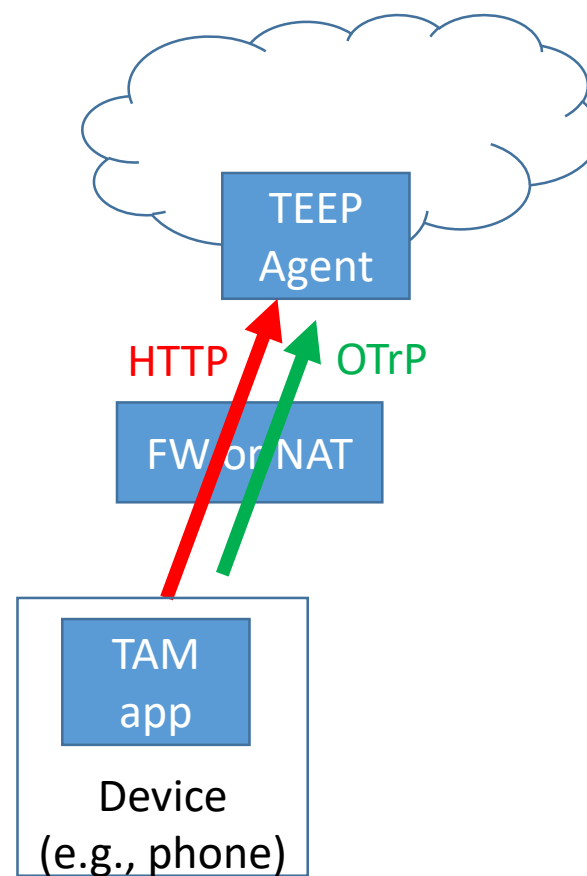 TEEP
Agent
HTTP
OTrP
FW or NAT
TAM
app
Device
(e.g., phone)